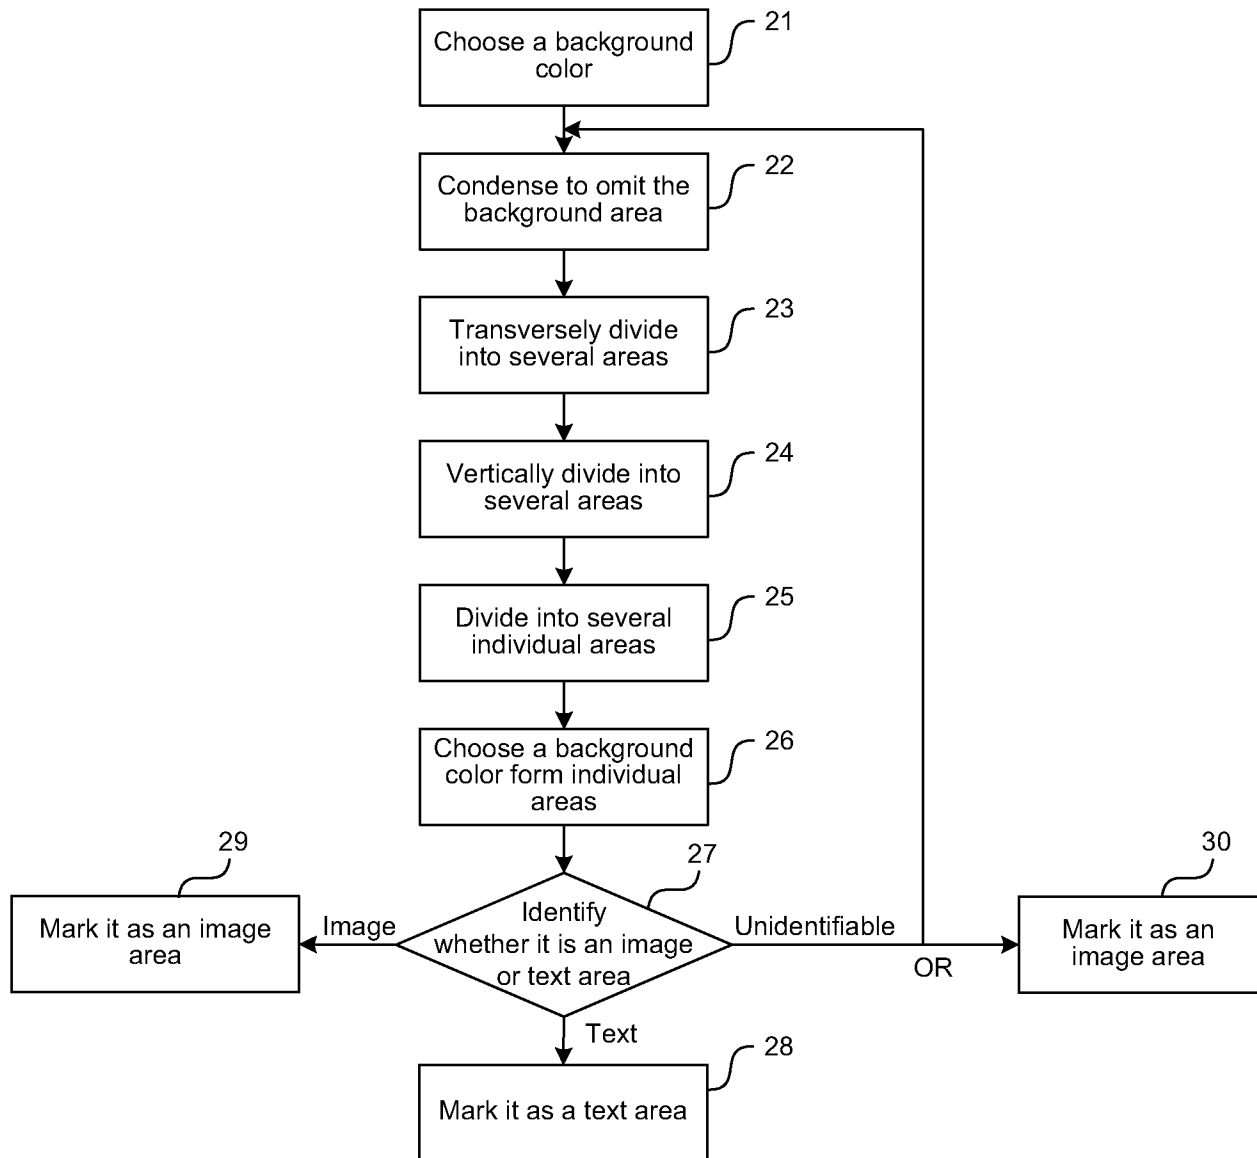 Choose a background
color
21
Condense to omit the
background area
22
Transversely divide
into several areas
23
Vertically divide into
several areas
24
Divide into several
individual areas
25
Choose a background
color form individual
areas
26
Identify
whether it is an image
or text area
27
Image
Mark it as an image
area
29
Unidentifiable
OR
Mark it as an
image area
30
Text
Mark it as a text area
28